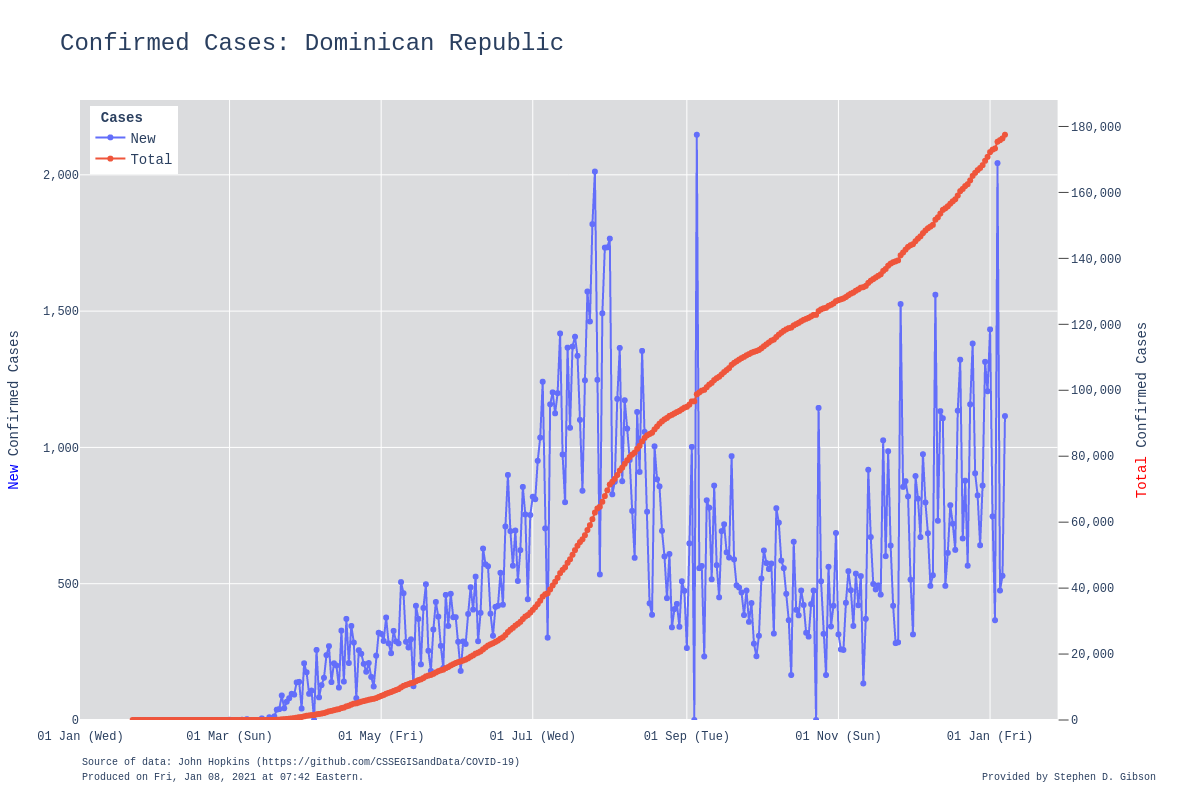 Confirmed Cases: Dominican Republic
Cases
New
Total
2,000
1,500
1,000
500
0
New Confirmed Cases
180,000
160,000
140,000
120,000
100,000
80,000
60,000
40,000
20,000
0
Total Confirmed Cases
01 Jan (Wed) 01 Mar (Sun) 01 May (Fri) 01 Jul (Wed) 01 Sep (Tue) 01 Nov (Sun) 01 Jan (Fri)
Source of data: John Hopkins (https://github.com/CSSEGISandData/COVID-19)
Produced on Fri, Jan 08, 2021 at 07:42 Eastern.
Provided by Stephen D. Gibson